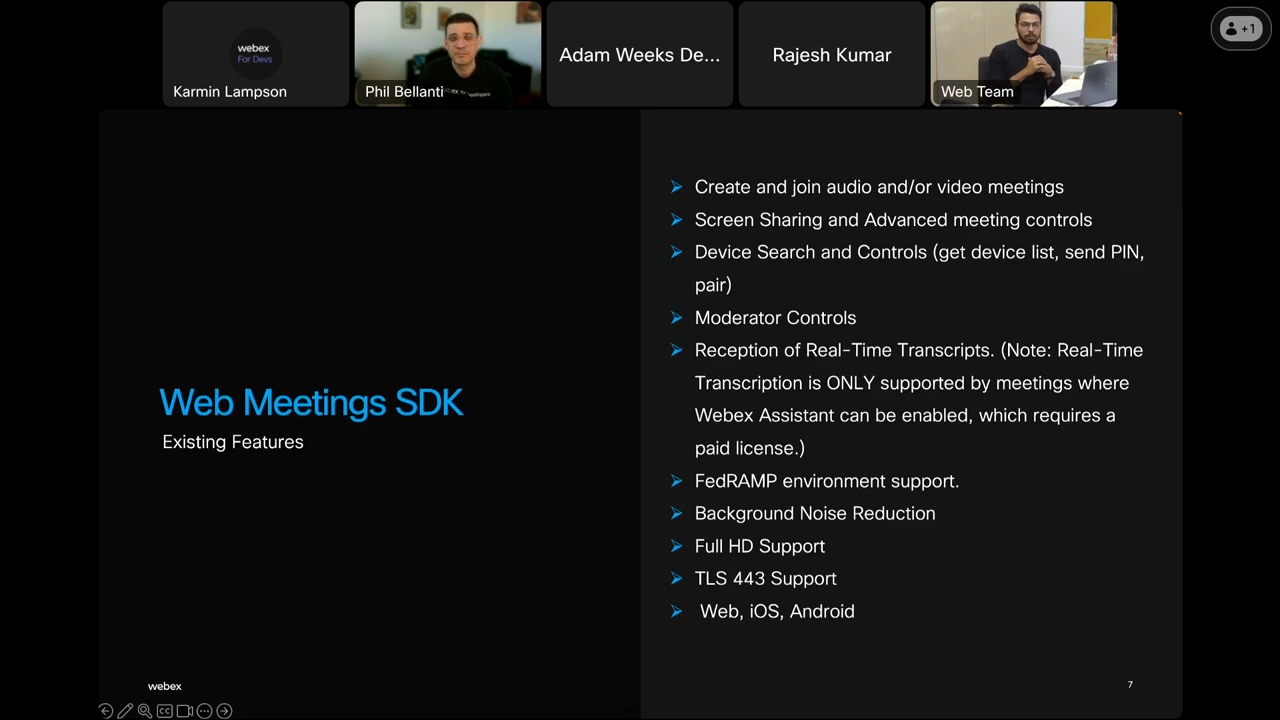 webex
For Devs
Karmin Lampson
Phil Bellanti
Adam Weeks De...
Rajesh Kumar
Web Team
+1
Web Meetings SDK
Existing Features
➢ Create and join audio and/or video meetings
➢ Screen Sharing and Advanced meeting controls
➢ Device Search and Controls (get device list, send PIN,
pair)
➢ Moderator Controls
➢ Reception of Real-Time Transcripts. (Note: Real-Time
Transcription is ONLY supported by meetings where
Webex Assistant can be enabled, which requires a
paid license.)
➢ FedRAMP environment support.
➢ Background Noise Reduction
➢ Full HD Support
➢ TLS 443 Support
➢ Web, iOS, Android
webex
7
CC